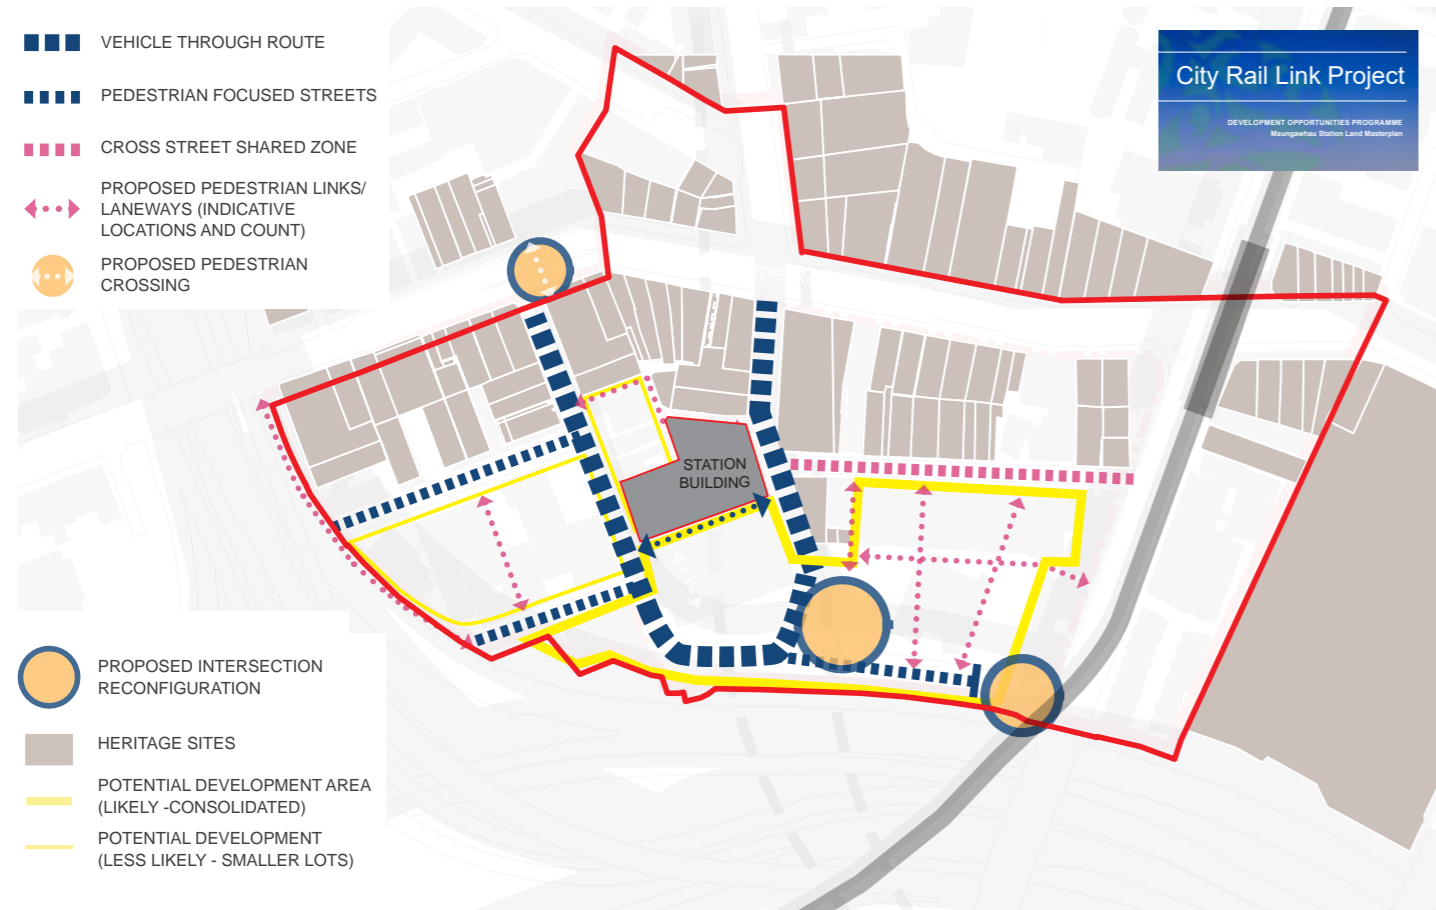 VEHICLE THROUGH ROUTE
PEDESTRIAN FOCUSED STREETS
CROSS STREET SHARED ZONE
PROPOSED PEDESTRIAN LINKS/
LANEWAYS (INDICATIVE
LOCATIONS AND COUNT)
PROPOSED PEDESTRIAN
CROSSING
City Rail Link Project
DEVELOPMENT OPPORTUNITIES PROGRAMME
Maungawhau Station Land Masterplan
STATION
BUILDING
PROPOSED INTERSECTION
RECONFIGURATION
HERITAGE SITES
POTENTIAL DEVELOPMENT AREA
(LIKELY -CONSOLIDATED)
POTENTIAL DEVELOPMENT
(LESS LIKELY - SMALLER LOTS)